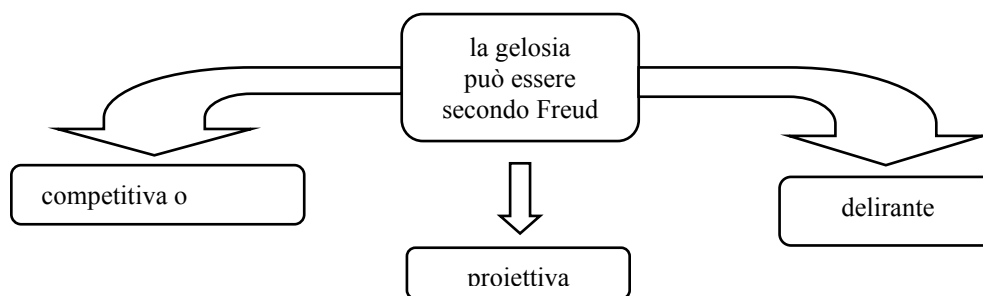 la gelosia
può essere
secondo Freud
competitiva o
proiettiva
delirante